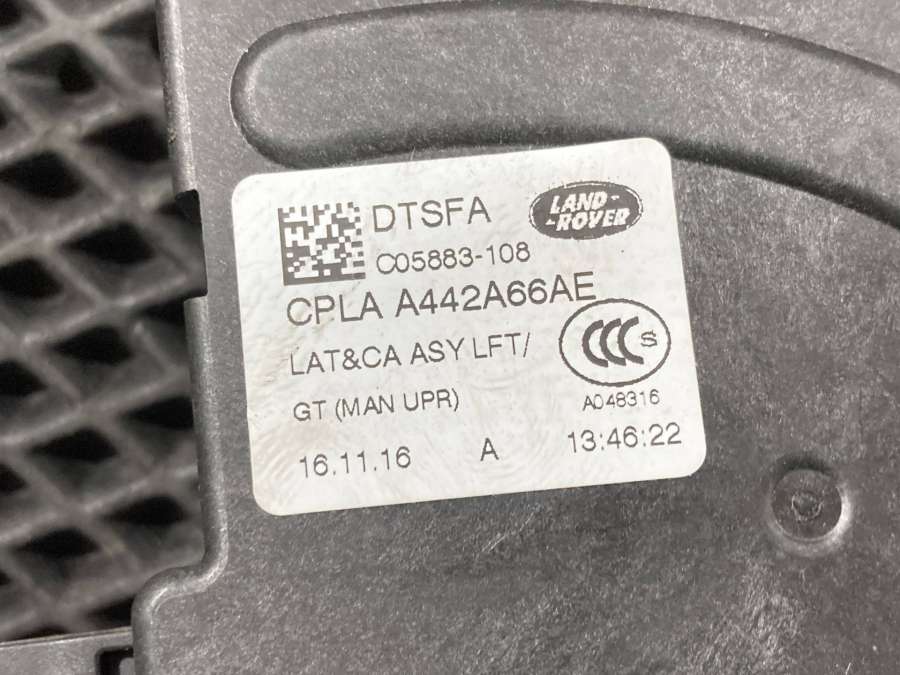 DTSFA
LAND-
-ROVER
C05883-108
CPLA A442A66AE
LAT&CA ASY LFT/
CCC S
GT (MAN UPR)
A048316
16.11.16 A 13:46:22